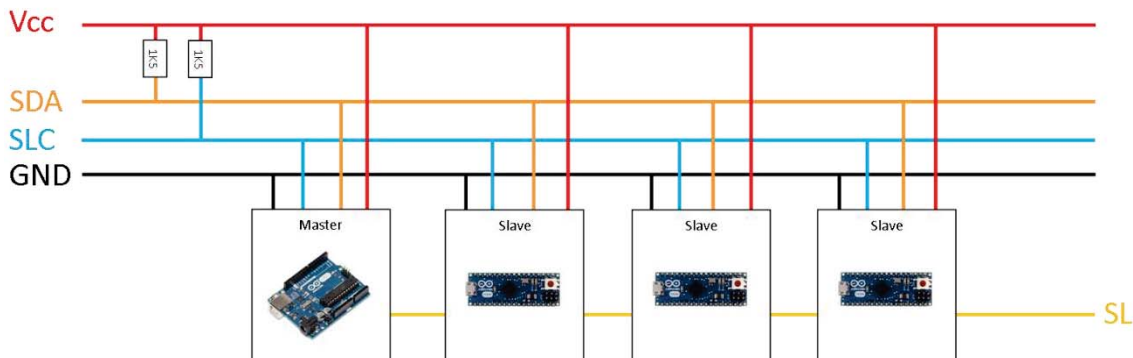 Vcc
1K5
1K5
SDA
SLC
GND
Master
Slave
Slave
Slave
SL